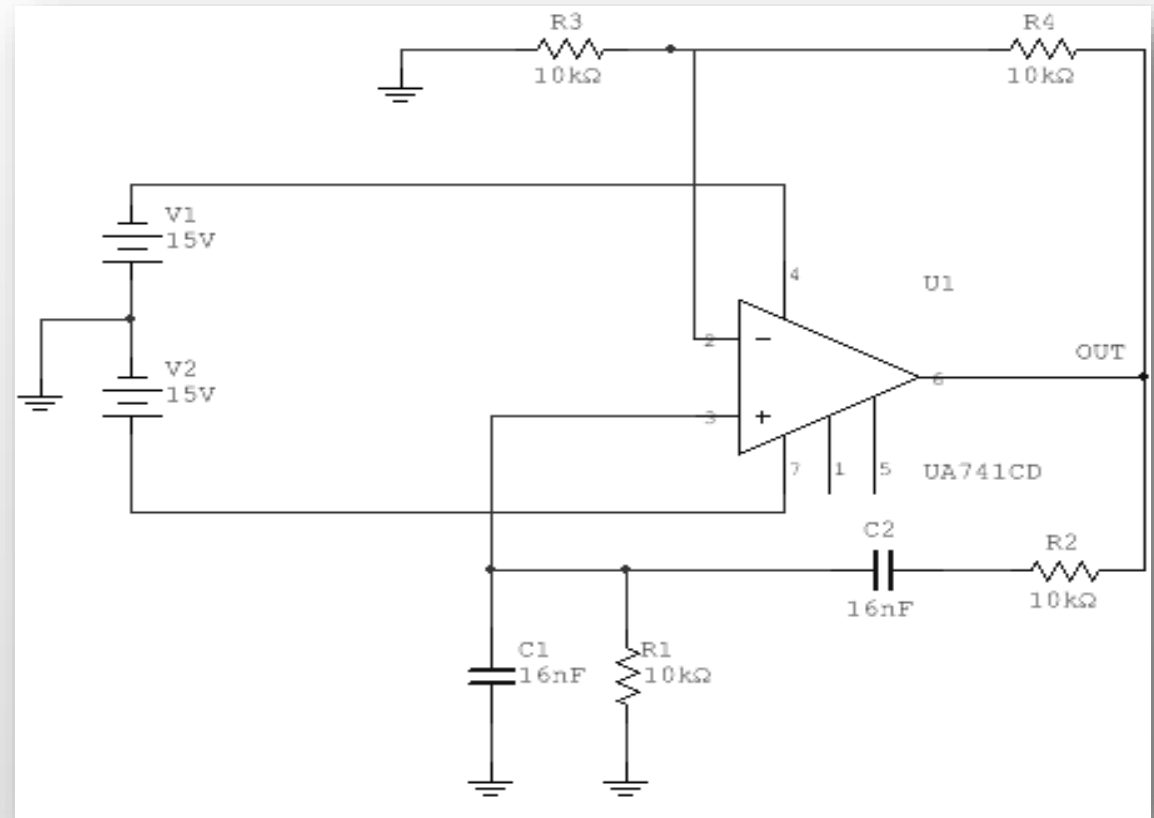 R3
R4
10kΩ
10kΩ
V1
15V
4
U1
2
−
OUT
V2
15V
6
3
+
7
1
5
UA741CD
C2
R2
16nF
10kΩ
C1
R1
16nF
10kΩ